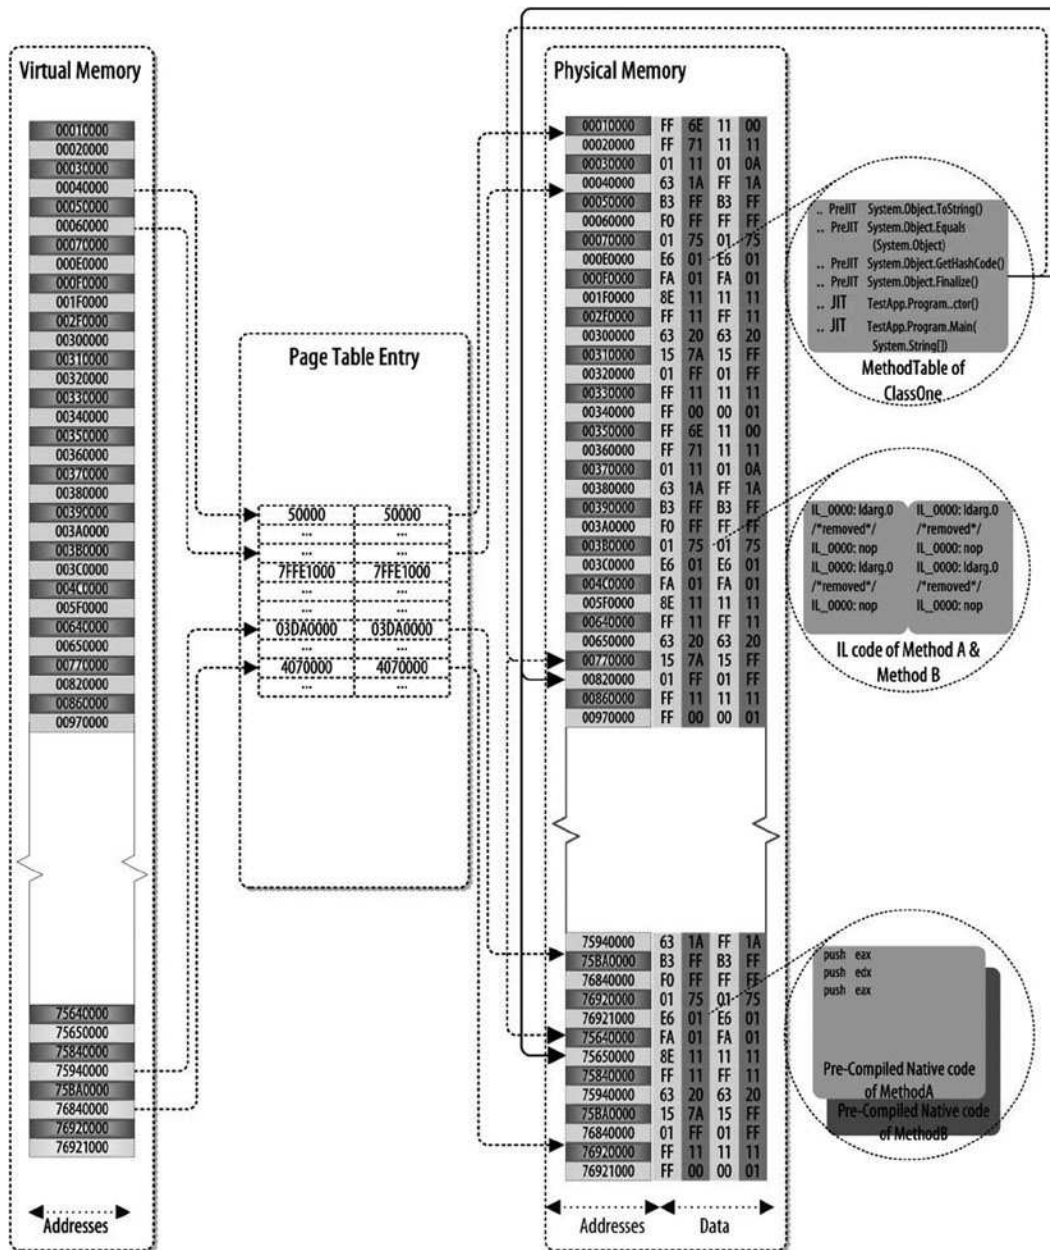 Virtual Memory
00010000
00020000
00030000
00040000
00050000
00060000
00070000
000E0000
000F0000
001F0000
002F0000
00300000
00310000
00320000
00330000
00340000
00350000
00360000
00370000
00380000
00390000
003A0000
003B0000
003C0000
004C0000
005F0000
00640000
00650000
00770000
00820000
00860000
00970000
75640000
75650000
75840000
75940000
75BA0000
76840000
76920000
76921000
Addresses
Page Table Entry
50000 50000
... ...
... ...
7FFE1000 7FFE1000
... ...
... ...
03DA0000 03DA0000
... ...
4070000 4070000
... ...
Physical Memory
00010000 FF 6E 11 00
00020000 FF 71 11 11
00030000 01 11 01 0A
00040000 63 1A FF 1A
00050000 B3 FF B3 FF
00060000 F0 FF FF FF
00070000 01 75 01 75
000E0000 E6 01 E6 01
000F0000 FA 01 FA 01
001F0000 8E 11 11 11
002F0000 FF 11 FF 11
00300000 63 20 63 20
00310000 15 7A 15 FF
00320000 01 FF 01 FF
00330000 FF 11 11 11
00340000 FF 00 00 01
00350000 FF 6E 11 00
00360000 FF 71 11 11
00370000 01 11 01 0A
00380000 63 1A FF 1A
00390000 B3 FF B3 FF
003A0000 F0 FF FF FF
003B0000 01 75 01 75
003C0000 E6 01 E6 01
004C0000 FA 01 FA 01
005F0000 8E 11 11 11
00640000 FF 11 FF 11
00650000 63 20 63 20
00770000 15 7A 15 FF
00820000 01 FF 01 FF
00860000 FF 11 11 11
00970000 FF 00 00 01
75940000 63 1A FF 1A
75BA0000 B3 FF B3 FF
76840000 F0 FF FF FF
76920000 01 75 01 75
76921000 E6 01 E6 01
75640000 FA 01 FA 01
75650000 8E 11 11 11
75840000 FF 11 FF 11
75940000 63 20 63 20
75BA0000 15 7A 15 FF
76840000 01 FF 01 FF
76920000 FF 11 11 11
76921000 FF 00 00 01
Addresses Data
.. PreJIT System.Object.ToString()
.. PreJIT System.Object.Equals
(System.Object)
.. PreJIT System.Object.GetHashCode()
.. PreJIT System.Object.Finalize()
.. JIT TestApp.Program..ctor()
.. JIT TestApp.Program.Main(
System.String[])
MethodTable of
ClassOne
IL_0000: ldarg.0 IL_0000: ldarg.0
/*removed*/ /*removed*/
IL_0000: nop IL_0000: nop
IL_0000: ldarg.0 IL_0000: ldarg.0
/*removed*/ /*removed*/
IL_0000: nop IL_0000: nop
IL code of Method A &
Method B
push eax
push edx
push eax
Pre-Compiled Native code
of MethodA
Pre-Compiled Native code
of MethodB